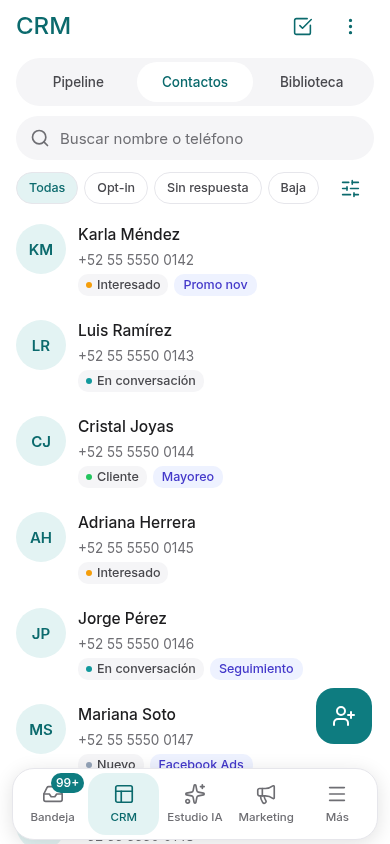 CRM
Pipeline Contactos Biblioteca
Buscar nombre o teléfono
Todas Opt-in Sin respuesta Baja
KM Karla Méndez
+52 55 5550 0142
Interesado Promo nov
LR Luis Ramírez
+52 55 5550 0143
En conversación
CJ Cristal Joyas
+52 55 5550 0144
Cliente Mayoreo
AH Adriana Herrera
+52 55 5550 0145
Interesado
JP Jorge Pérez
+52 55 5550 0146
En conversación Seguimiento
MS Mariana Soto
+52 55 5550 0147
Nuevo Facebook Ads
99+
Bandeja CRM Estudio IA Marketing Más